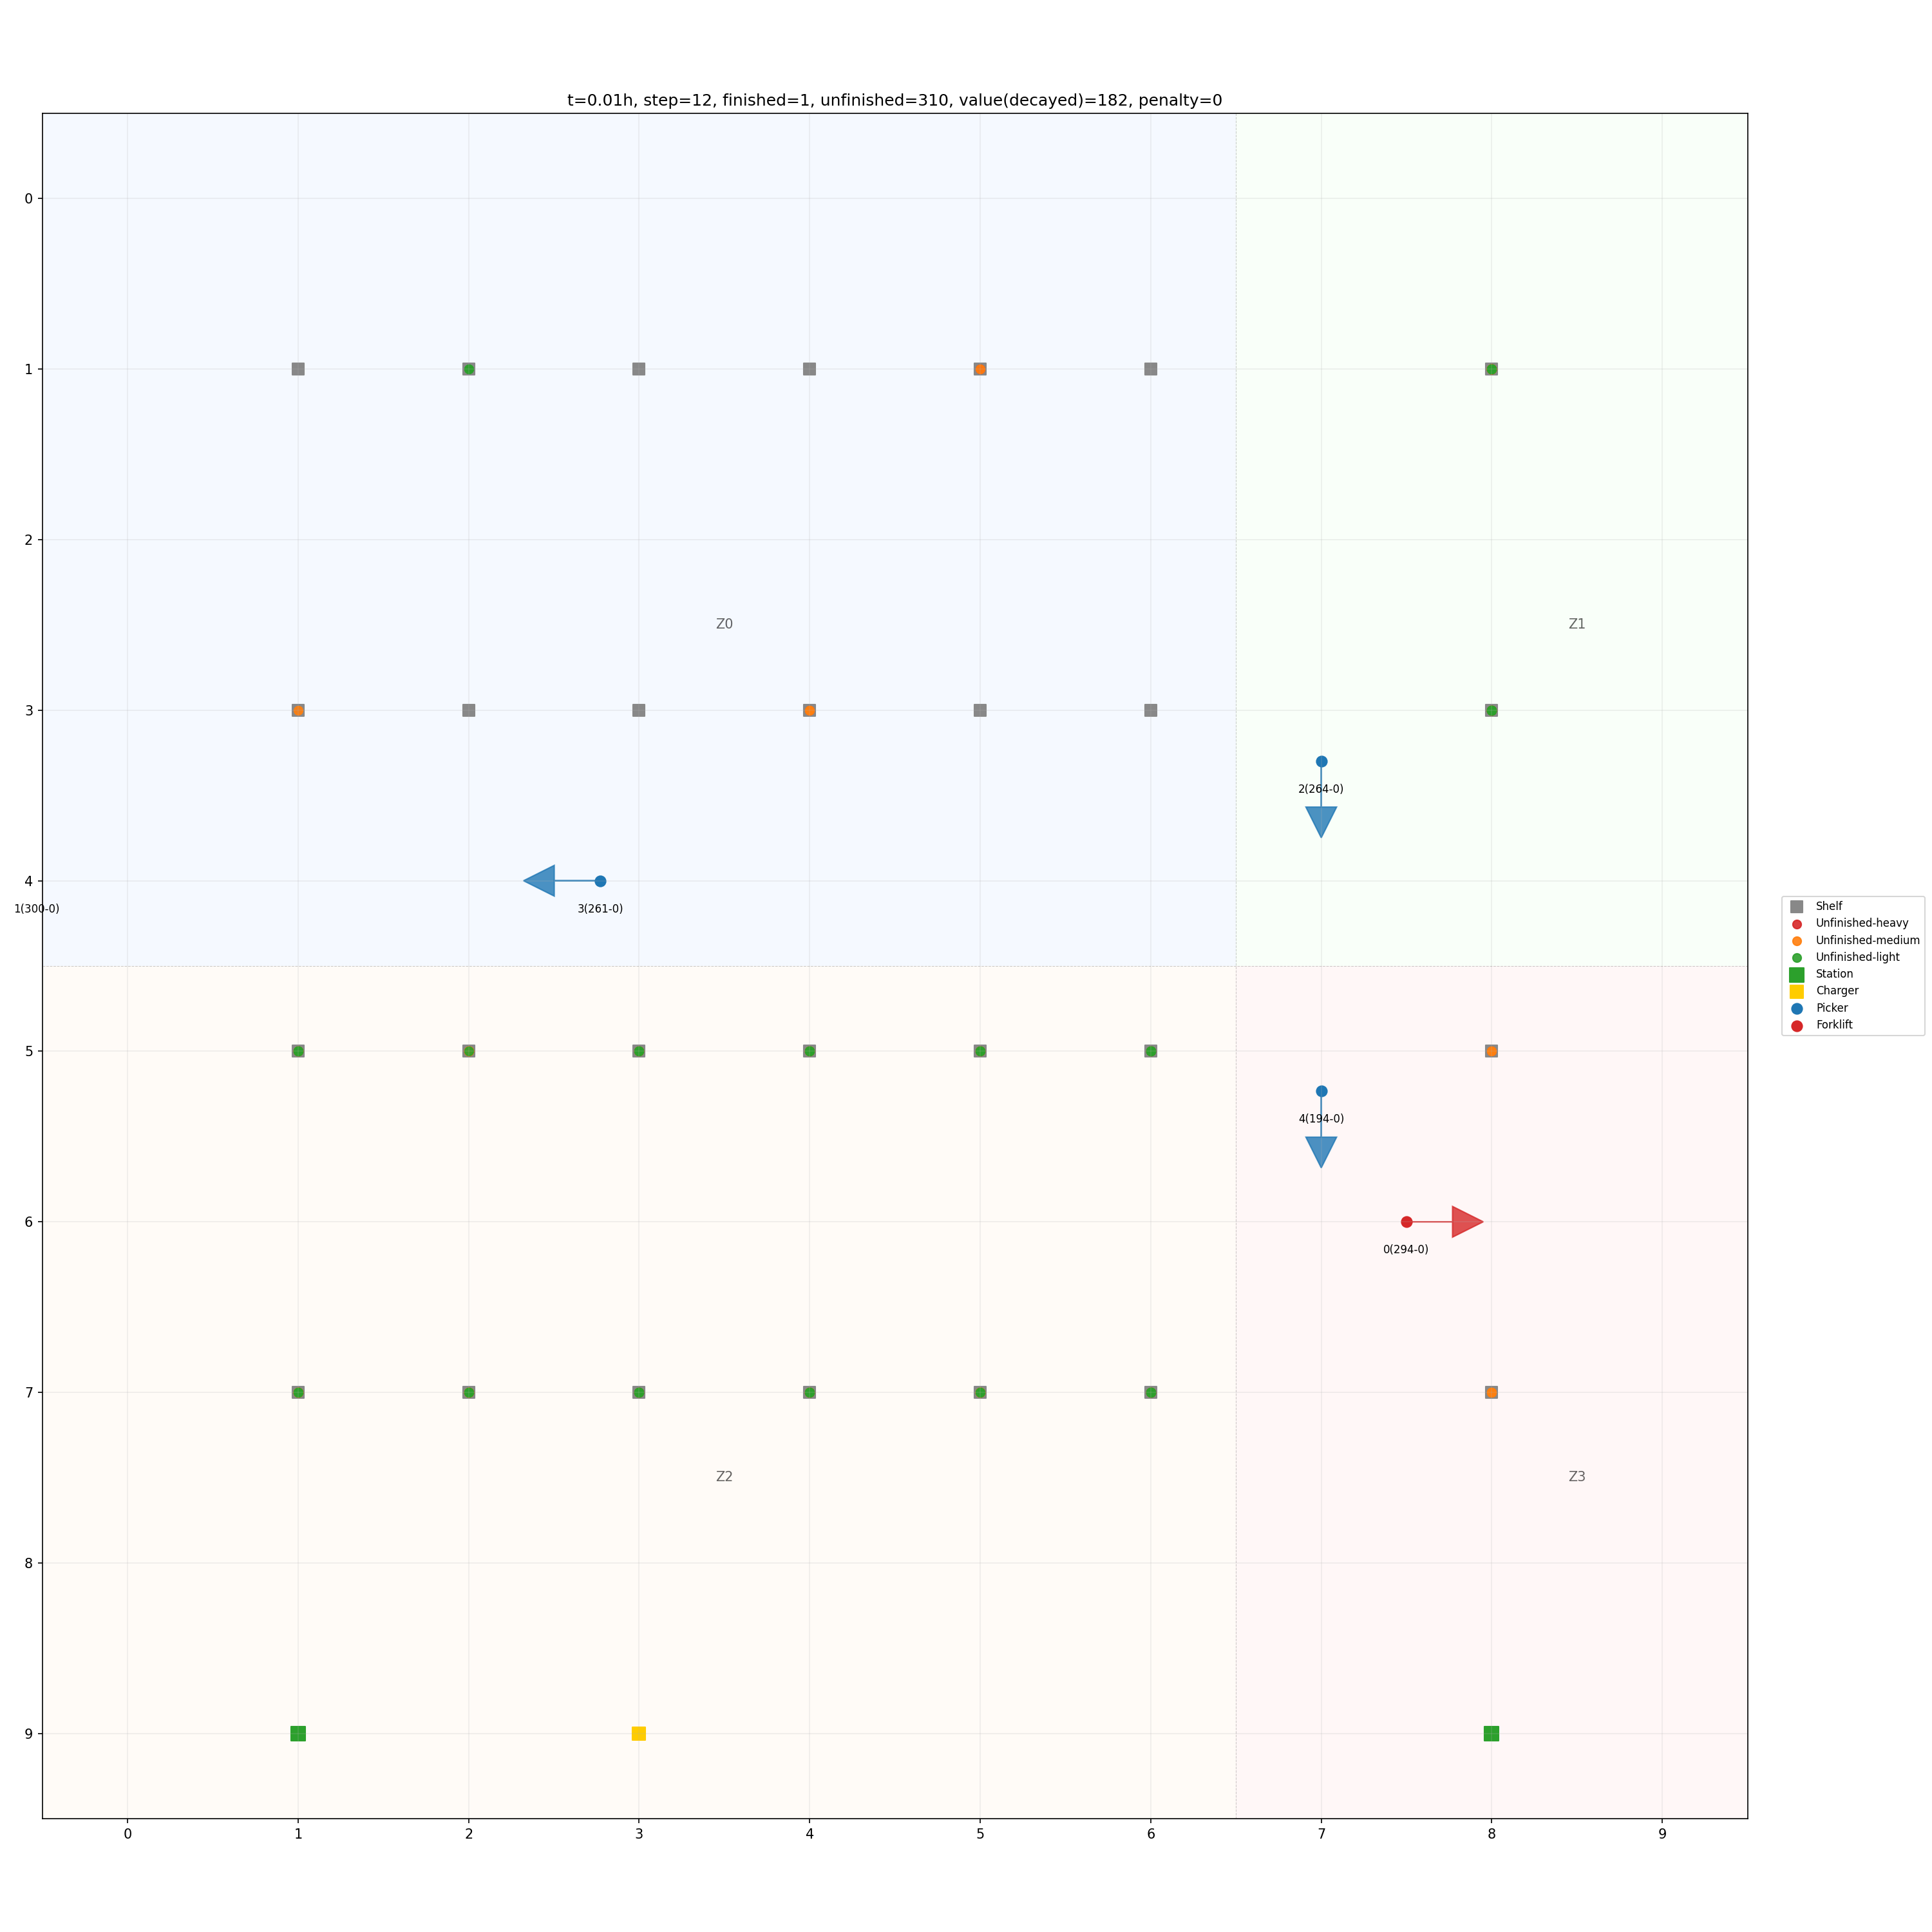 t=0.01h, step=12, finished=1, unfinished=310, value(decayed)=182, penalty=0
0
1
2
Z0
Z1
3
2(264-0)
4
1(300-0)
3(261-0)
Shelf
Unfinished-heavy
Unfinished-medium
Unfinished-light
Station
Charger
Picker
Forklift
5
4(194-0)
6
0(294-0)
7
Z2
Z3
8
9
0 1 2 3 4 5 6 7 8 9